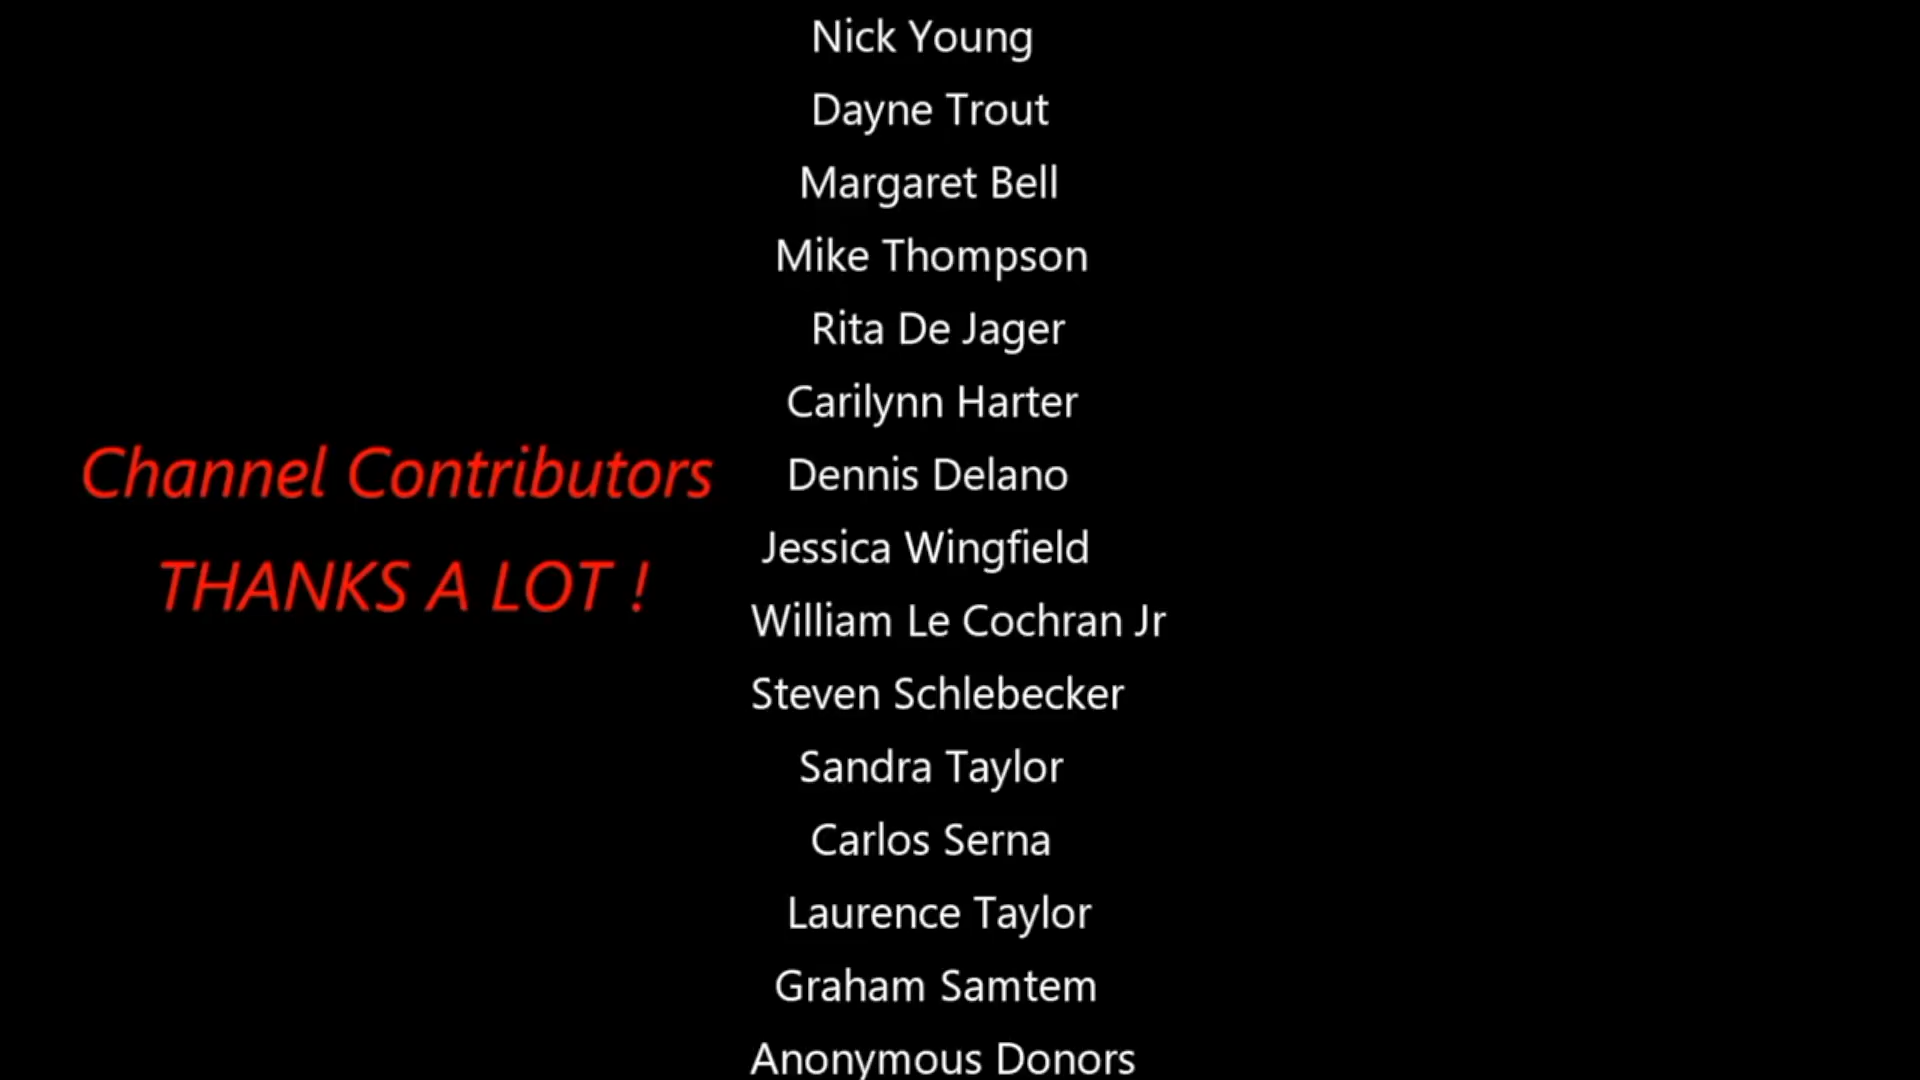 Nick Young
Dayne Trout
Margaret Bell
Mike Thompson
Rita De Jager
Carilynn Harter
Channel Contributors
THANKS A LOT !
Dennis Delano
Jessica Wingfield
William Le Cochran Jr
Steven Schlebecker
Sandra Taylor
Carlos Serna
Laurence Taylor
Graham Samtem
Anonymous Donors